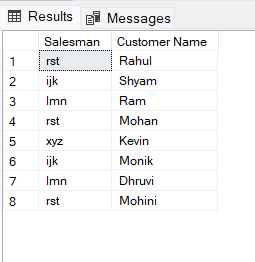 Results Messages
Salesman Customer Name
1 rst Rahul
2 ijk Shyam
3 lmn Ram
4 rst Mohan
5 xyz Kevin
6 ijk Monik
7 lmn Dhruvi
8 rst Mohini